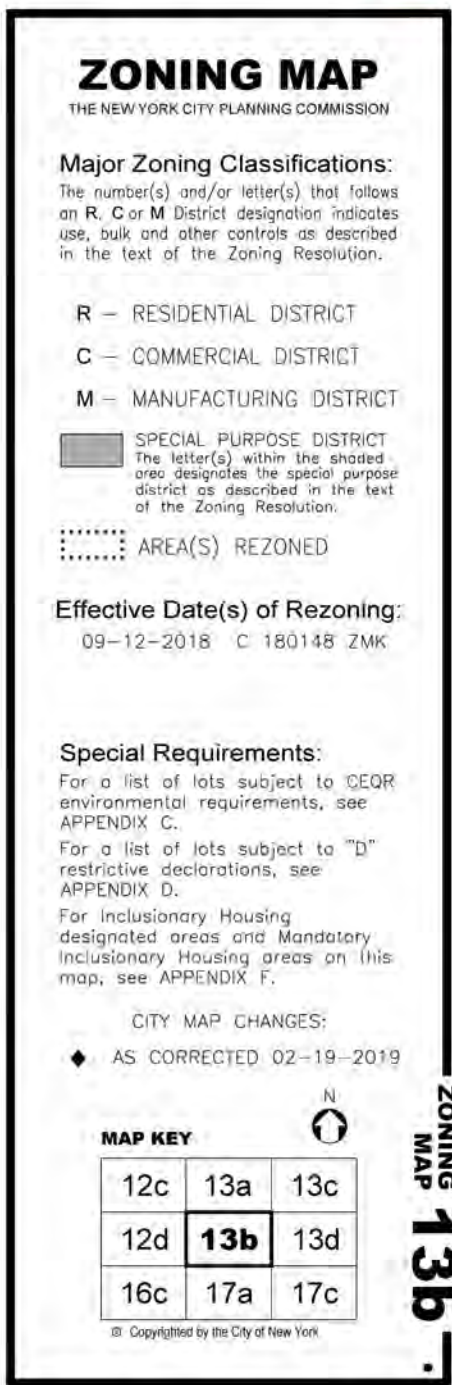 ZONING MAP
THE NEW YORK CITY PLANNING COMMISSION
Major Zoning Classifications:
The number(s) and/or letter(s) that follows
an R, C or M District designation indicates
use, bulk and other controls as described
in the text of the Zoning Resolution.
R – RESIDENTIAL DISTRICT
C – COMMERCIAL DISTRICT
M – MANUFACTURING DISTRICT
SPECIAL PURPOSE DISTRICT
The letter(s) within the shaded
area designates the special purpose
district as described in the text
of the Zoning Resolution.
AREA(S) REZONED
Effective Date(s) of Rezoning:
09-12-2018 C 180148 ZMK
Special Requirements:
For a list of lots subject to CEQR
environmental requirements, see
APPENDIX C.
For a list of lots subject to "D"
restrictive declarations, see
APPENDIX D.
For Inclusionary Housing
designated areas and Mandatory
Inclusionary Housing areas on this
map, see APPENDIX F.
CITY MAP CHANGES:
◆ AS CORRECTED 02-19-2019
N
MAP KEY
12c 13a 13c
12d 13b 13d
16c 17a 17c
© Copyrighted by the City of New York
ZONING
MAP 13b